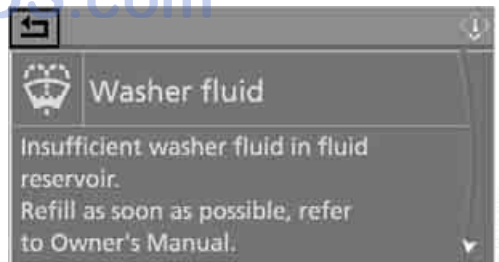 Washer fluid
Insufficient washer fluid in fluid
reservoir.
Refill as soon as possible, refer
to Owner's Manual.